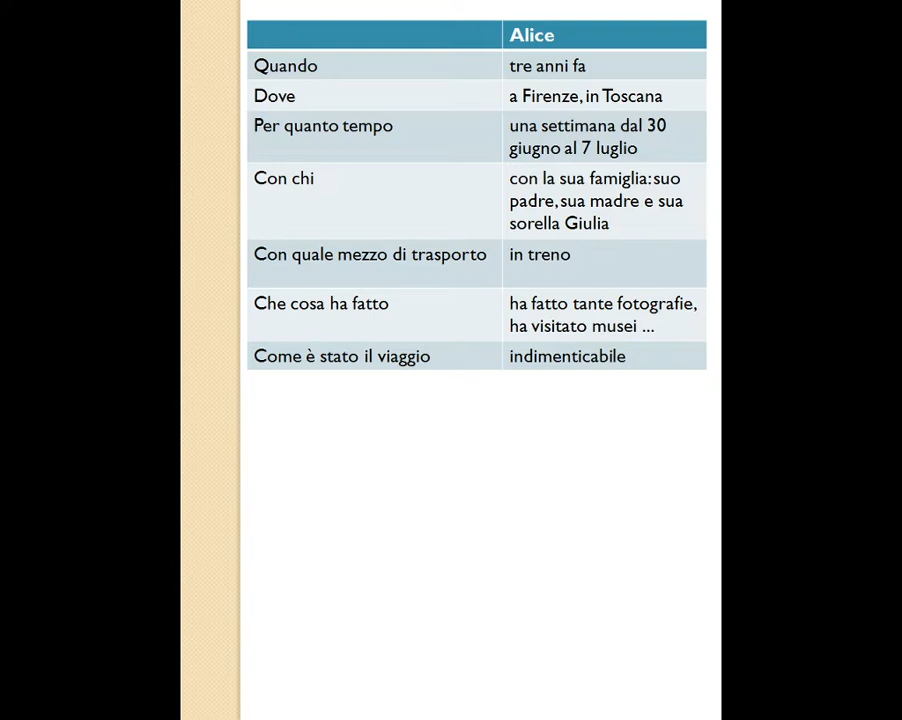 Alice
Quando tre anni fa
Dove a Firenze, in Toscana
Per quanto tempo una settimana dal 30
giugno al 7 luglio
Con chi con la sua famiglia: suo
padre, sua madre e sua
sorella Giulia
Con quale mezzo di trasporto in treno
Che cosa ha fatto ha fatto tante fotografie,
ha visitato musei ...
Come è stato il viaggio indimenticabile